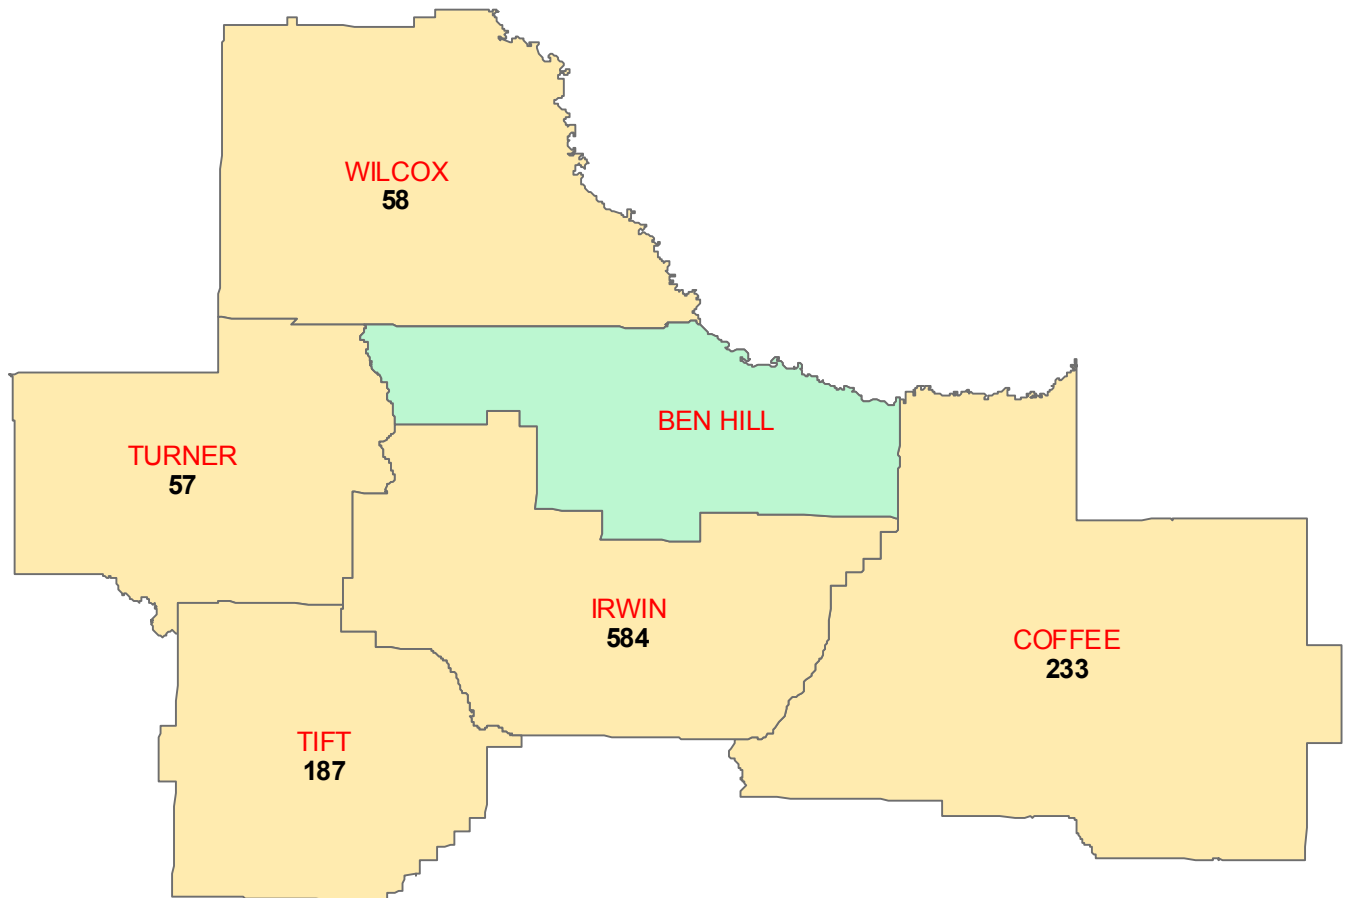 WILCOX
58
BEN HILL
TURNER
57
IRWIN
584
COFFEE
233
TIFT
187